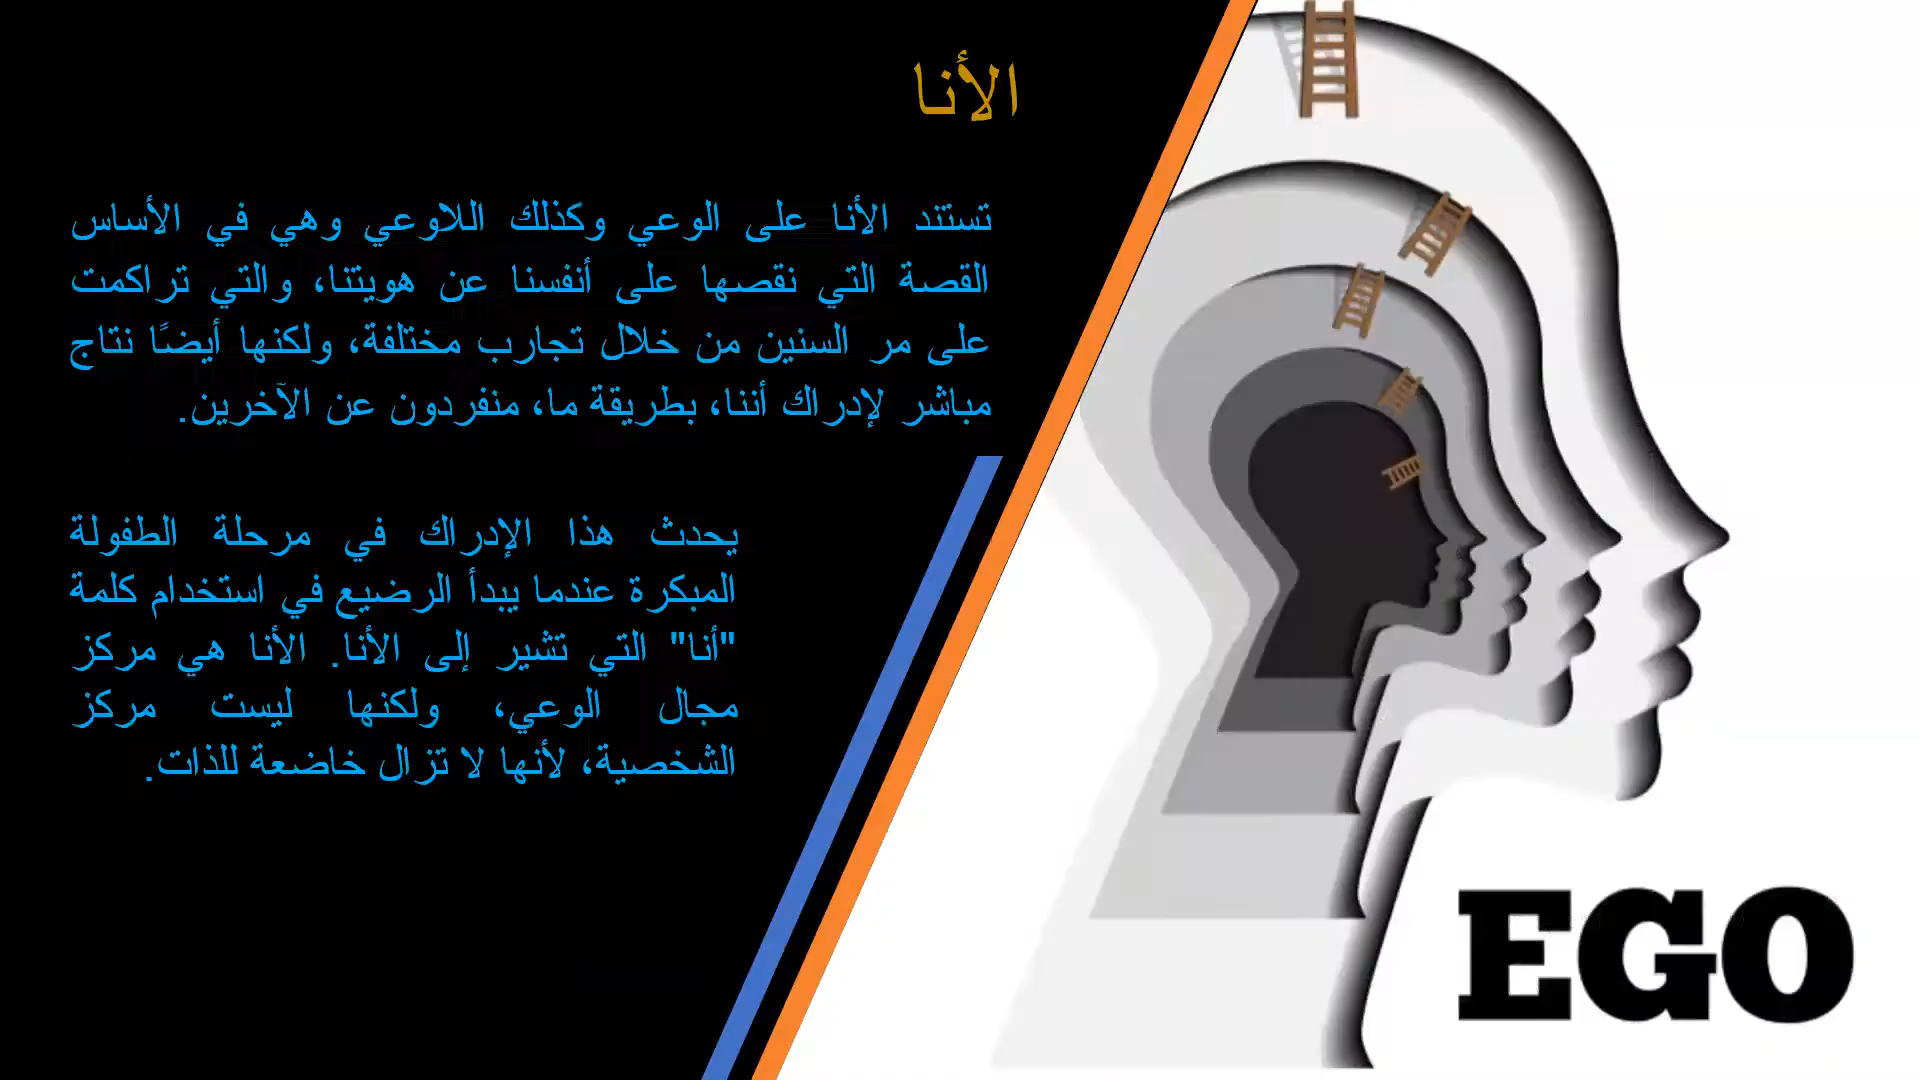 الأنا
تستند الأنا على الوعي وكذلك اللاوعي وهي في الأساس
القصة التي نقصها على أنفسنا عن هويتنا، والتي تراكمت
على مر السنين من خلال تجارب مختلفة، ولكنها أيضًا نتاج
مباشر لإدراك أننا، بطريقة ما، منفردون عن الآخرين.
يحدث هذا الإدراك في مرحلة الطفولة
المبكرة عندما يبدأ الرضيع في استخدام كلمة
"أنا" التي تشير إلى الأنا. الأنا هي مركز
مجال الوعي، ولكنها ليست مركز
الشخصية، لأنها لا تزال خاضعة للذات.
EGO